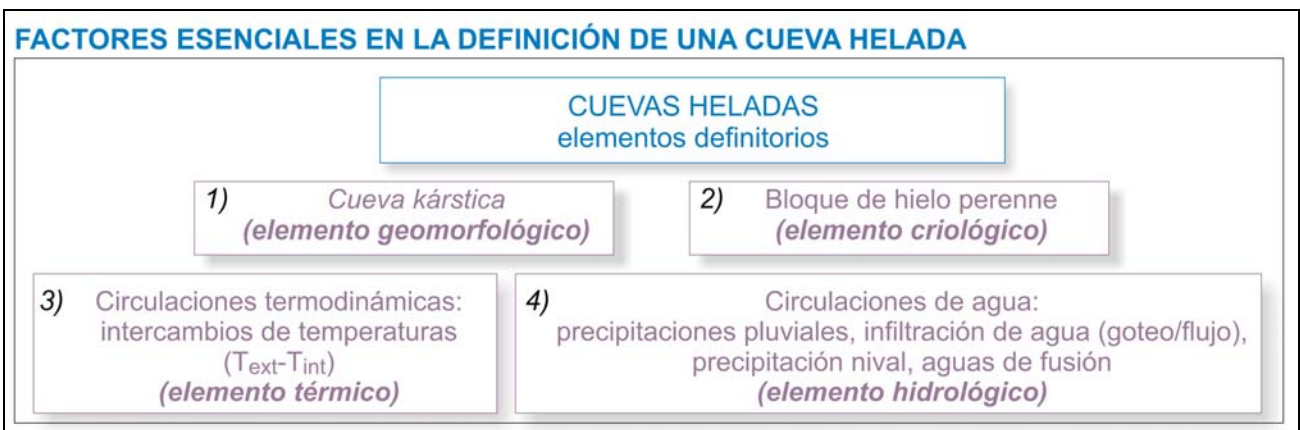 FACTORES ESENCIALES EN LA DEFINICIÓN DE UNA CUEVA HELADA
CUEVAS HELADAS
elementos definitorios
1) Cueva kárstica
(elemento geomorfológico)
2) Bloque de hielo perenne
(elemento criológico)
3) Circulaciones termodinámicas:
intercambios de temperaturas
(Text-Tint)
(elemento térmico)
4) Circulaciones de agua:
precipitaciones pluviales, infiltración de agua (goteo/flujo),
precipitación nival, aguas de fusión
(elemento hidrológico)